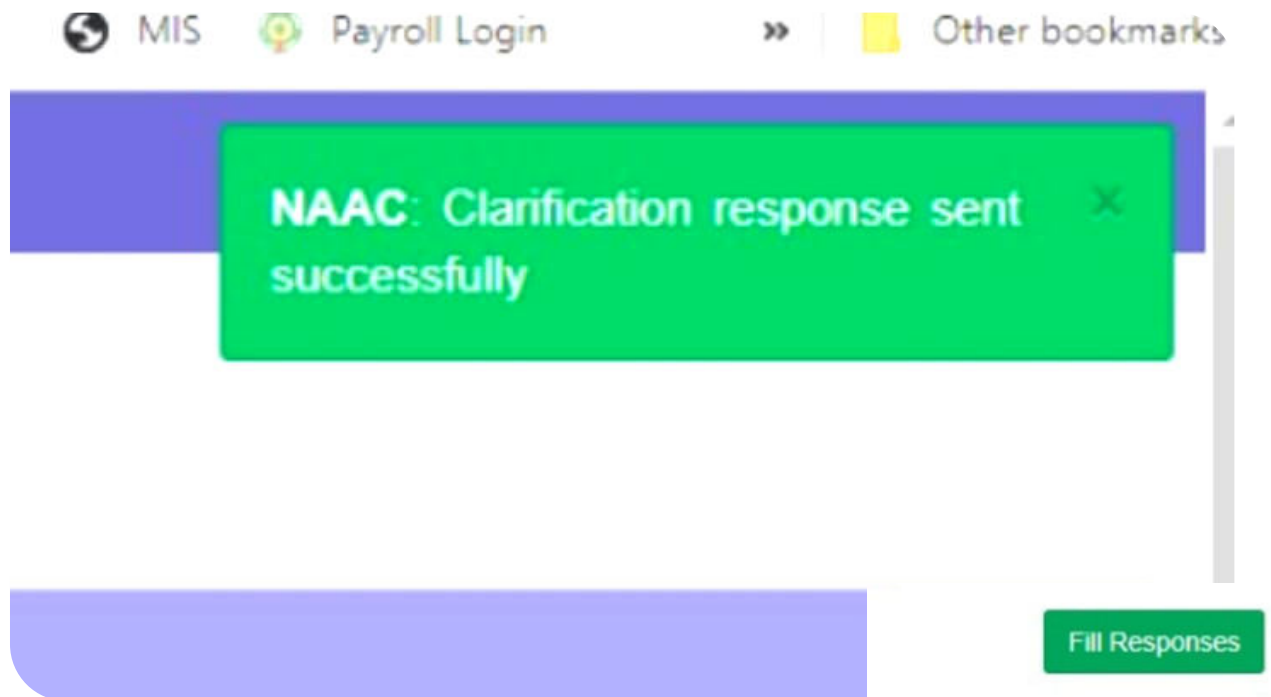 MIS Payroll Login » Other bookmarks
NAAC: Clarification response sent
successfully
Fill Responses